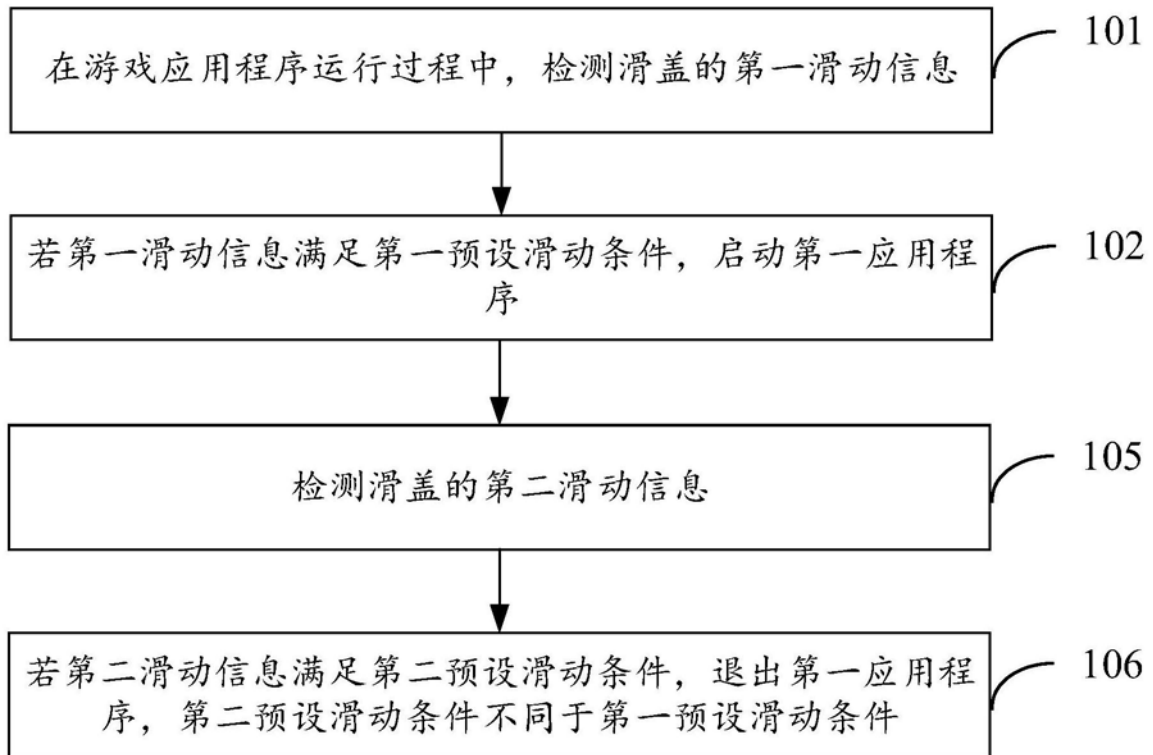 在游戏应用程序运行过程中，检测滑盖的第一滑动信息
101
若第一滑动信息满足第一预设滑动条件，启动第一应用程
序
102
检测滑盖的第二滑动信息
105
若第二滑动信息满足第二预设滑动条件，退出第一应用程
序，第二预设滑动条件不同于第一预设滑动条件
106